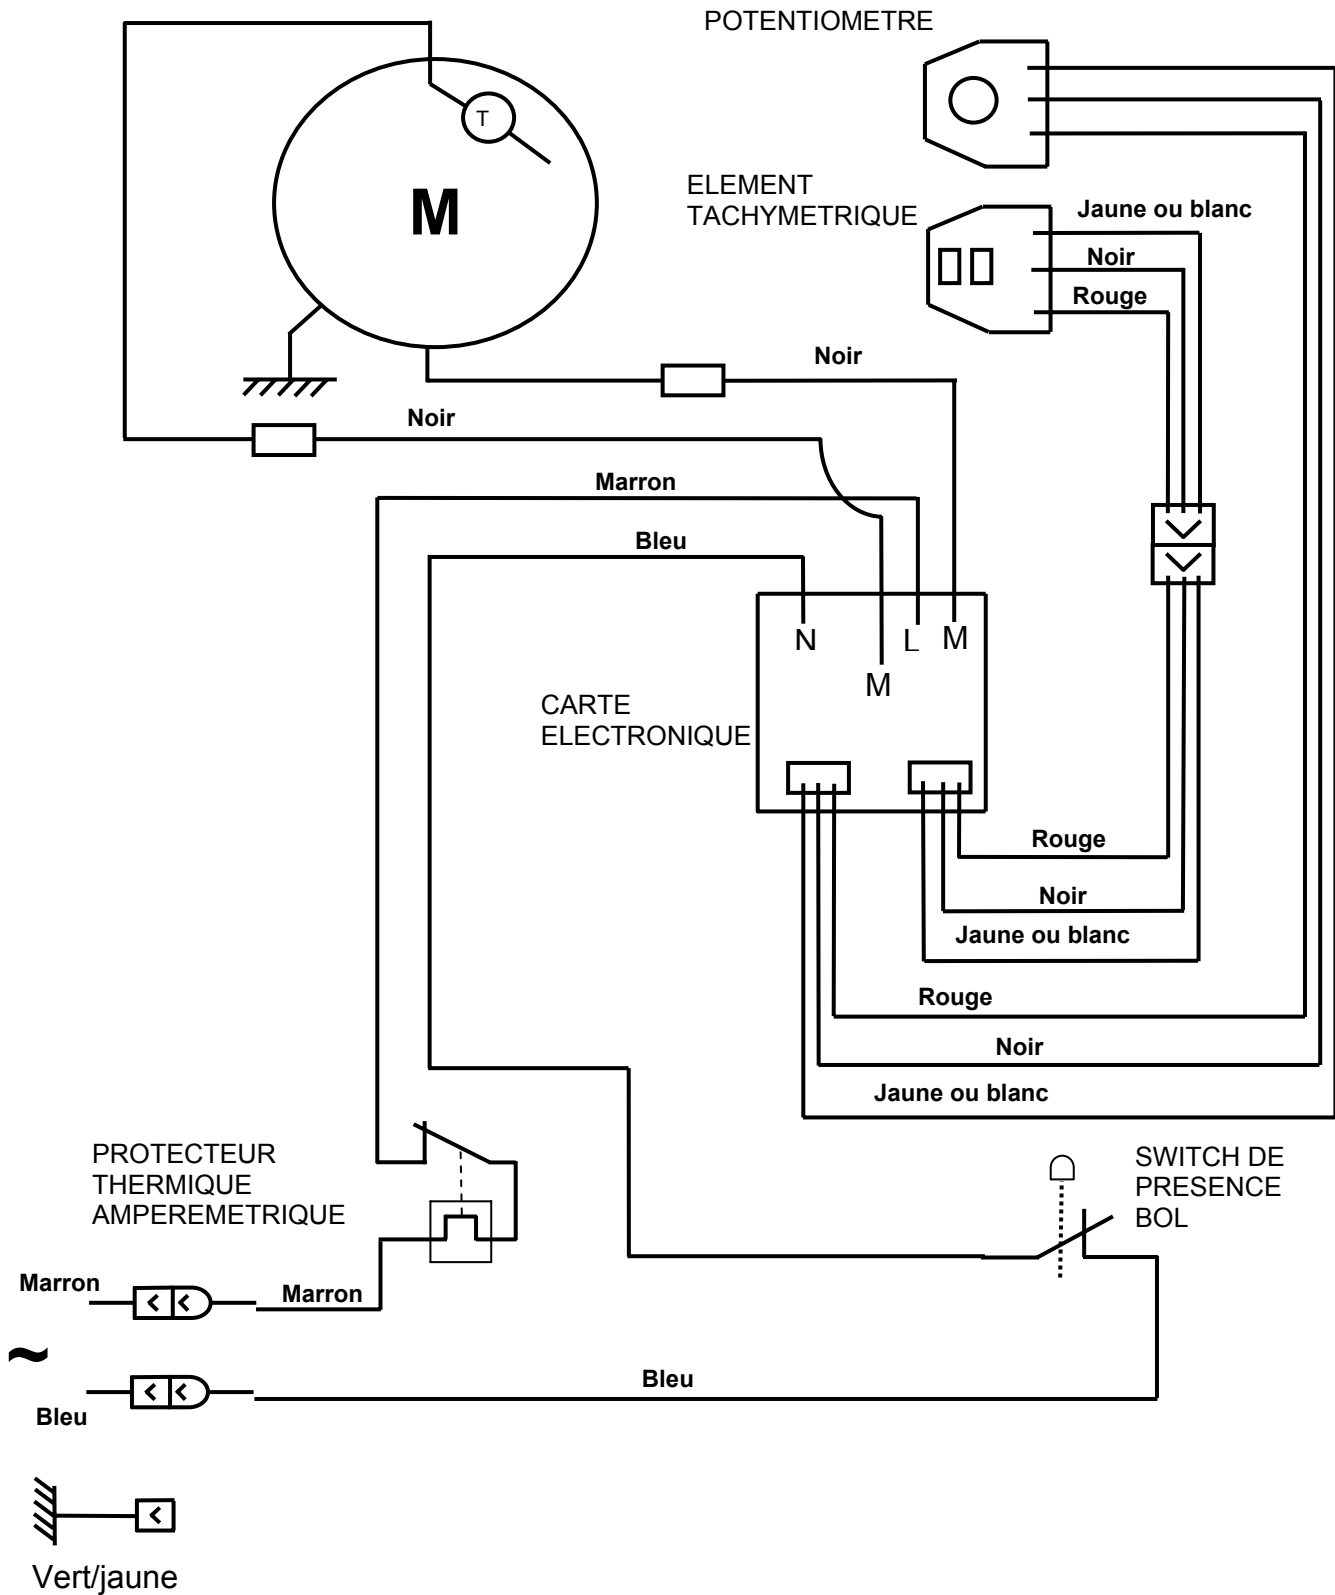 POTENTIOMETRE
T
M
ELEMENT
TACHYMETRIQUE
Jaune ou blanc
Noir
Rouge
Noir
Noir
Marron
Bleu
N
L
M
M
CARTE
ELECTRONIQUE
Rouge
Noir
Jaune ou blanc
Rouge
Noir
Jaune ou blanc
PROTECTEUR
THERMIQUE
AMPEREMETRIQUE
SWITCH DE
PRESENCE
BOL
Marron
Marron
~
Bleu
Bleu
Vert/jaune